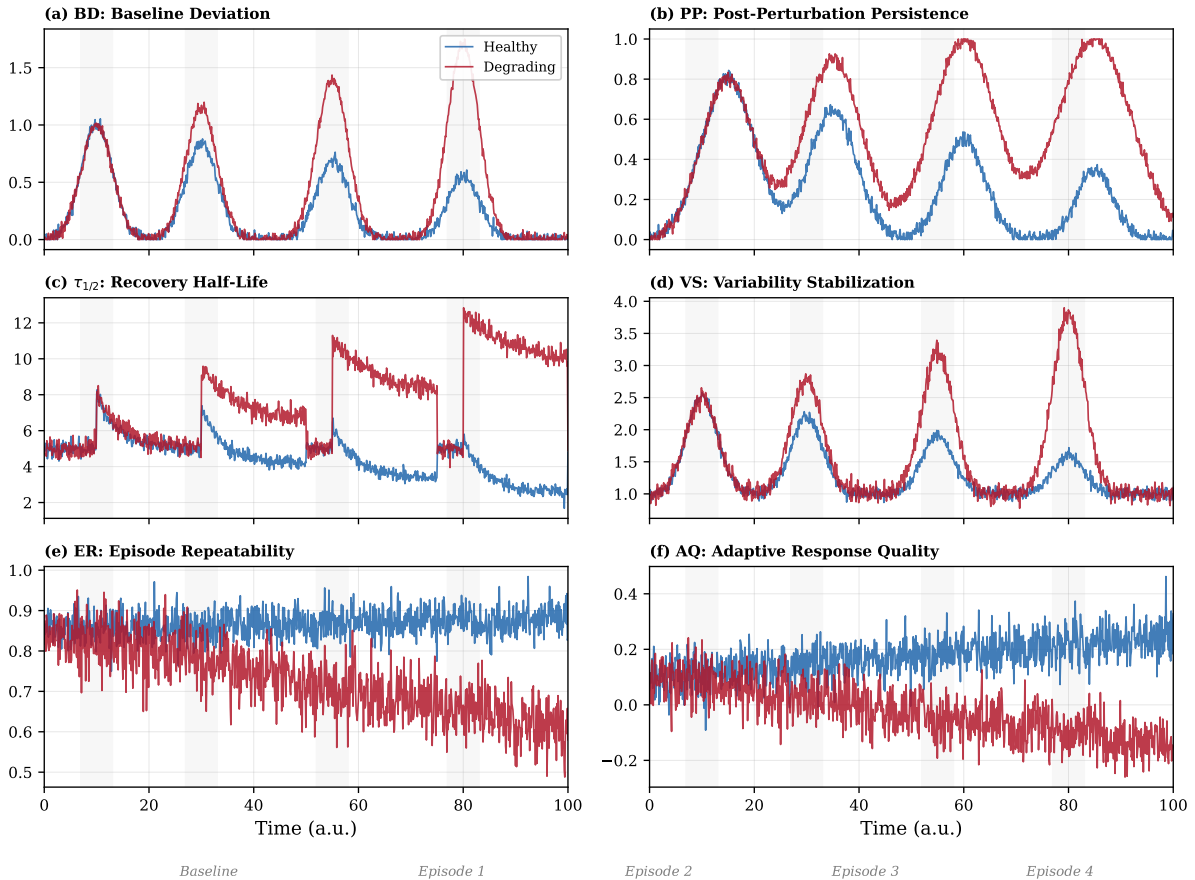 (a) BD: Baseline Deviation
Healthy
Degrading
1.5
1.0
0.5
0.0
(b) PP: Post-Perturbation Persistence
1.0
0.8
0.6
0.4
0.2
0.0
(c) τ1/2: Recovery Half-Life
12
10
8
6
4
2
(d) VS: Variability Stabilization
4.0
3.5
3.0
2.5
2.0
1.5
1.0
(e) ER: Episode Repeatability
1.0
0.9
0.8
0.7
0.6
0.5
0 20 40 60 80 100
Time (a.u.)
(f) AQ: Adaptive Response Quality
0.4
0.2
0.0
−0.2
0 20 40 60 80 100
Time (a.u.)
Baseline Episode 1 Episode 2 Episode 3 Episode 4